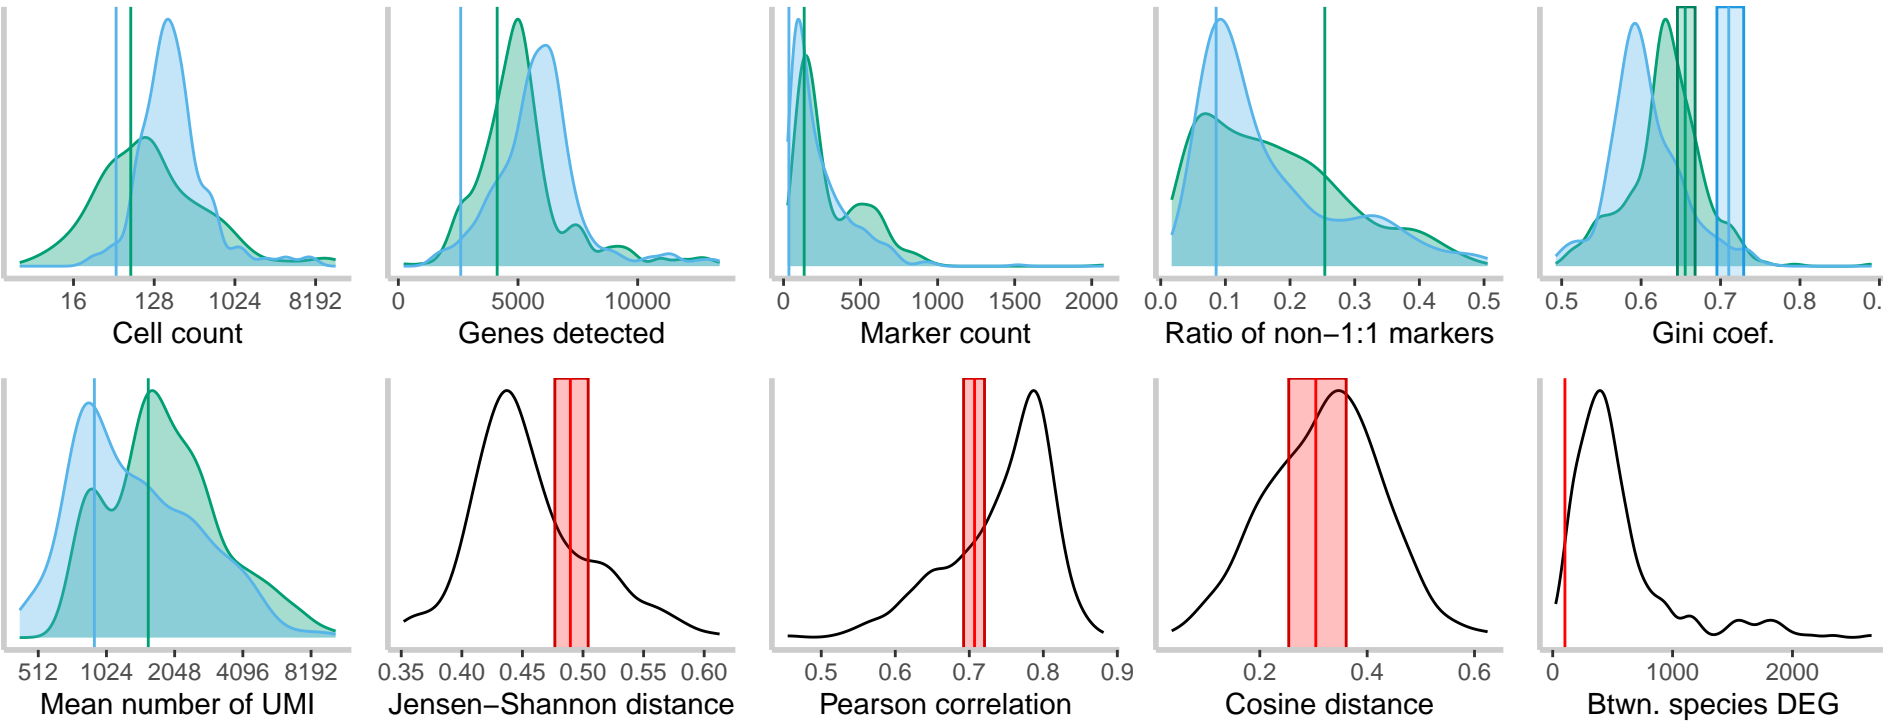 16 128 1024 8192
Cell count
0 5000 10000
Genes detected
0 500 1000 1500 2000
Marker count
0.0 0.1 0.2 0.3 0.4 0.5
Ratio of non−1:1 markers
0.5 0.6 0.7 0.8 0.
Gini coef.
512 1024 2048 4096 8192
Mean number of UMI
0.35 0.40 0.45 0.50 0.55 0.60
Jensen−Shannon distance
0.5 0.6 0.7 0.8 0.9
Pearson correlation
0.2 0.4 0.6
Cosine distance
0 1000 2000
Btwn. species DEG